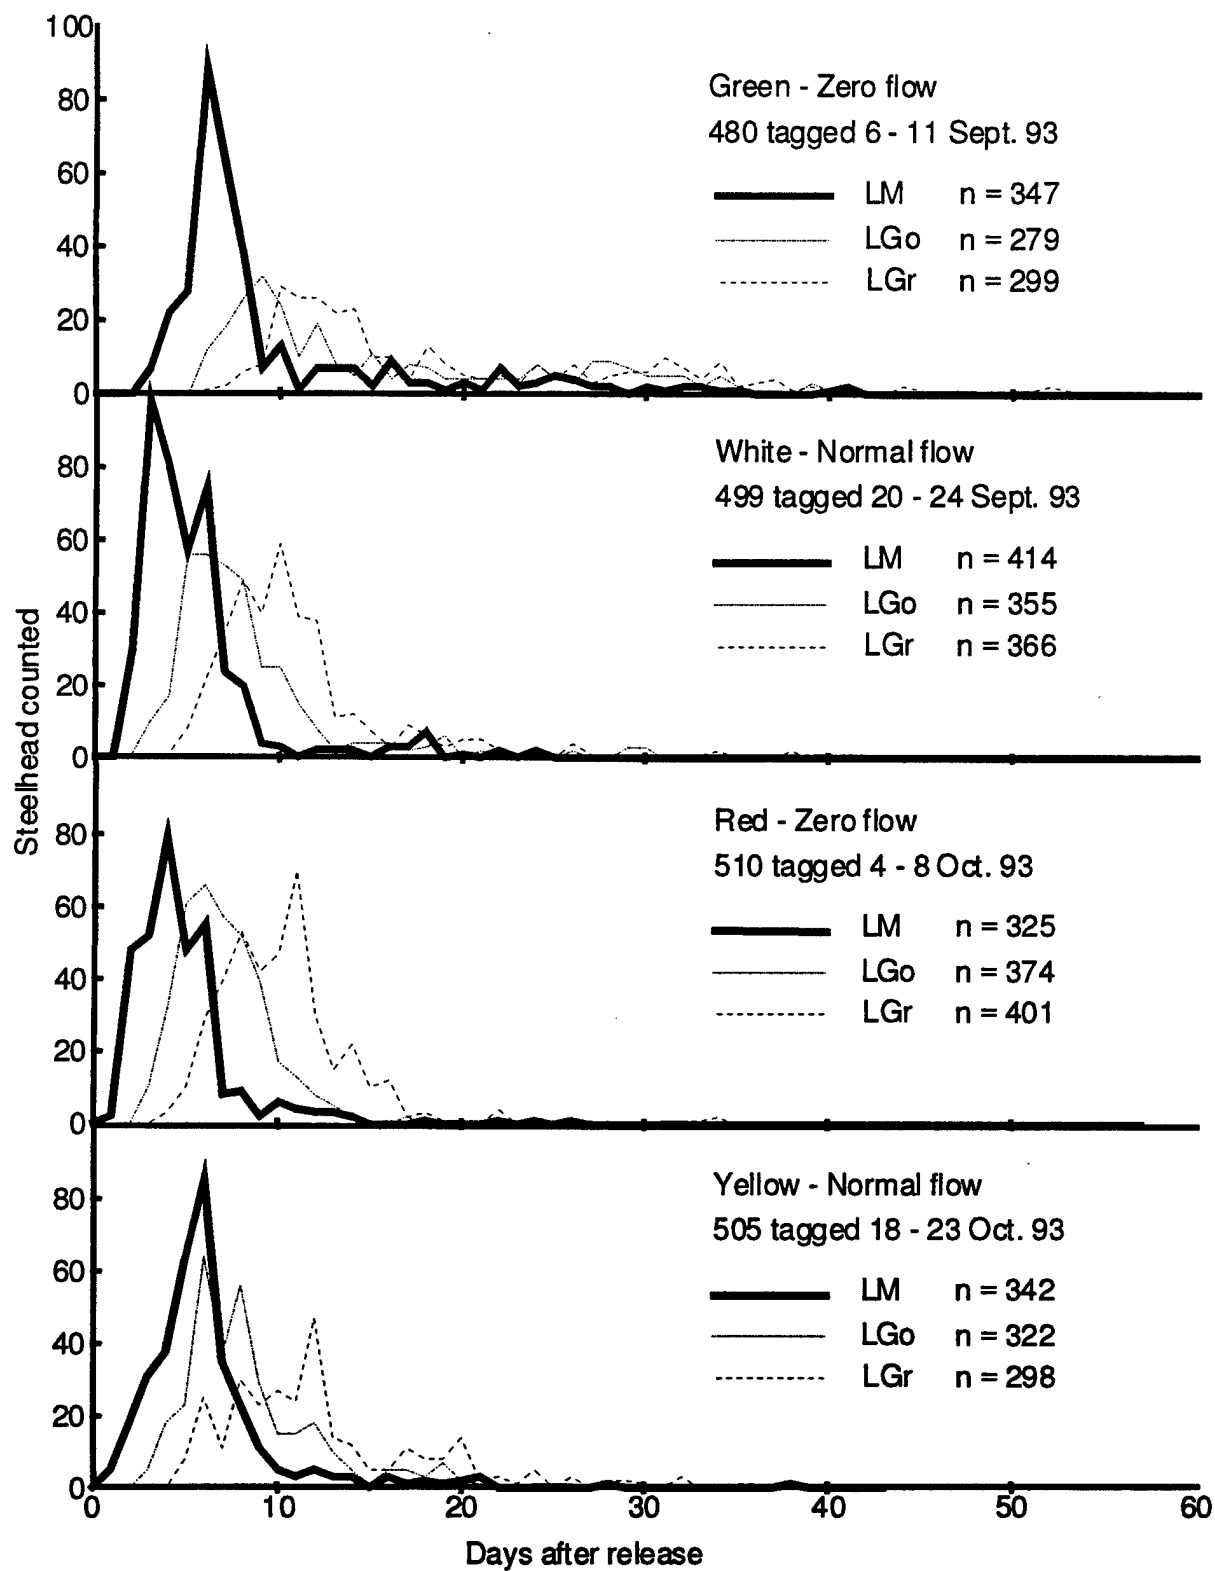 100
80
60
40
20
0
Green - Zero flow
480 tagged 6 - 11 Sept. 93
LM n = 347
LGo n = 279
LGr n = 299
80
60
40
20
0
White - Normal flow
499 tagged 20 - 24 Sept. 93
LM n = 414
LGo n = 355
LGr n = 366
Steelhead counted
80
60
40
20
0
Red - Zero flow
510 tagged 4 - 8 Oct. 93
LM n = 325
LGo n = 374
LGr n = 401
80
60
40
20
0
Yellow - Normal flow
505 tagged 18 - 23 Oct. 93
LM n = 342
LGo n = 322
LGr n = 298
0 10 20 30 40 50 60
Days after release